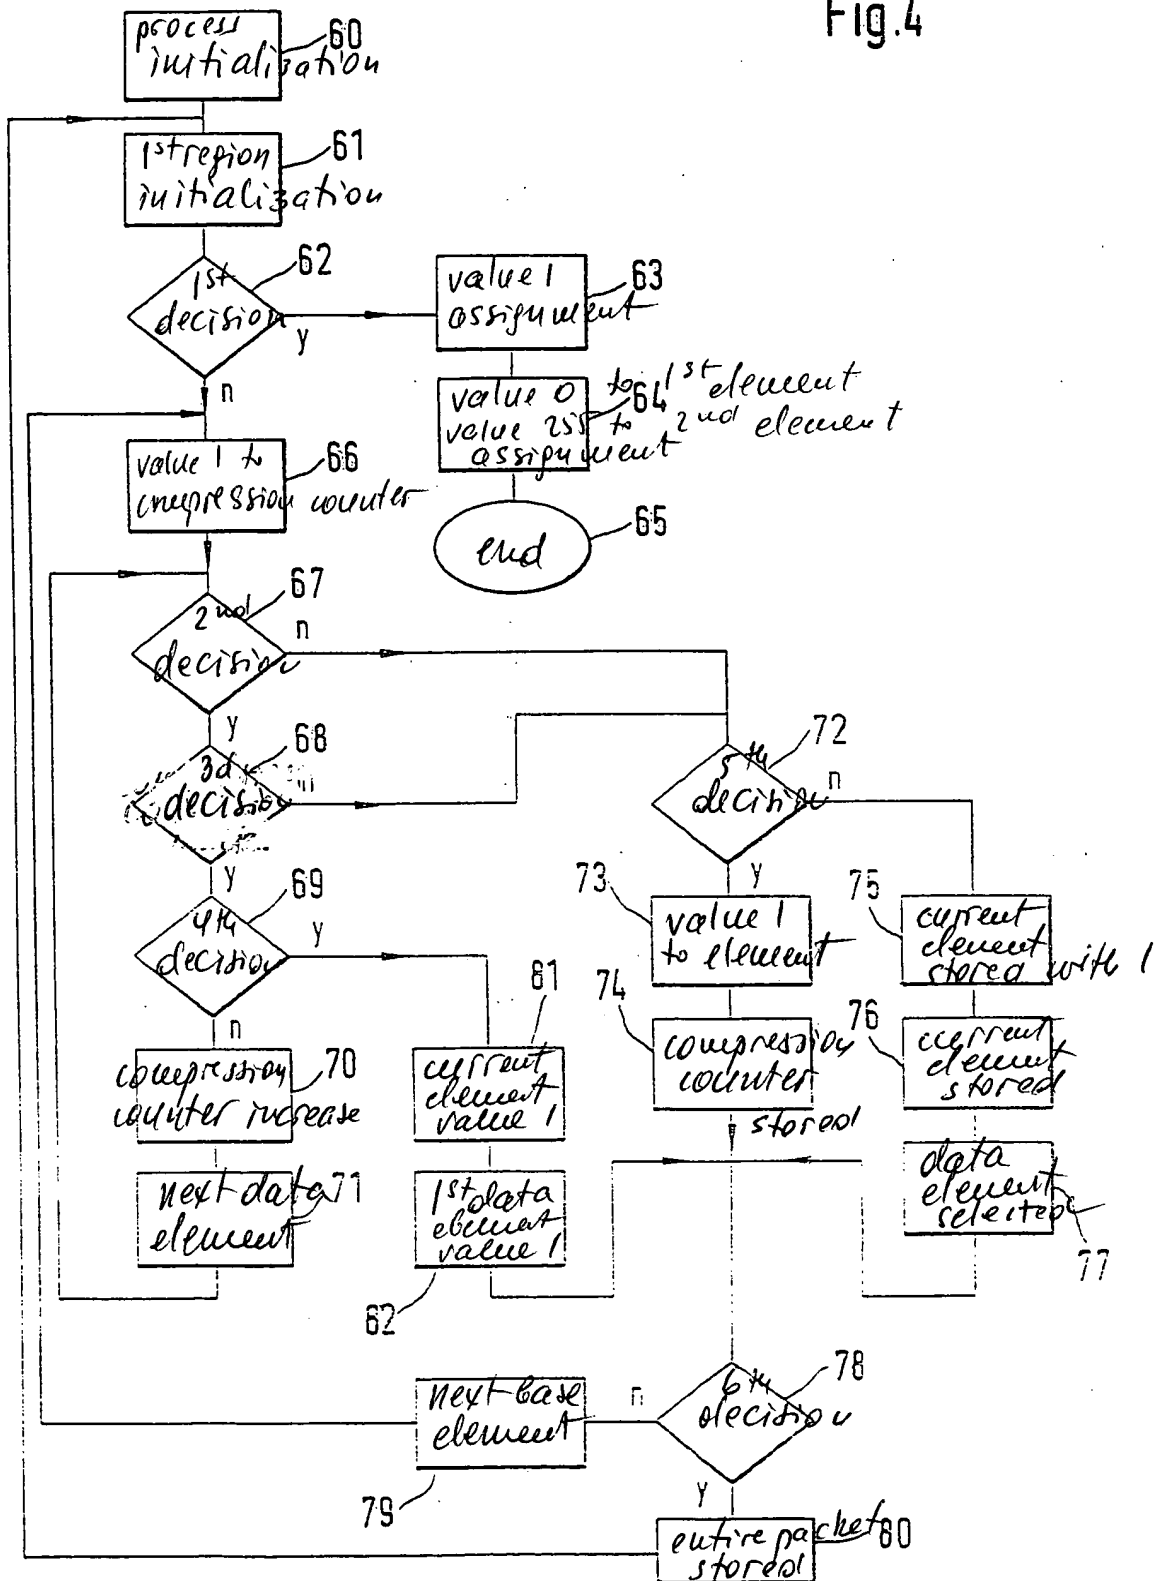 Fig.4
process
initialization
60
1st region
initialization
61
1st
decision
62
y
n
value 1
assignment
63
value 0 to 1st element
value 255 to 2nd element
assignment
64
end
65
value 1 to
compression counter
66
2nd
decision
67
n
y
3d
decision
68
y
4th
decision
69
y
n
5th
decision
72
n
y
73
value 1
to element
74
compression
counter
stored
75
current
element
stored with 1
76
current
element
stored
data
element
selected
77
compression
counter increase
70
next data
element
71
81
current
element
value 1
1st data
element
value 1
82
6th
decision
78
n
y
next base
element
79
entire packet
stored
80